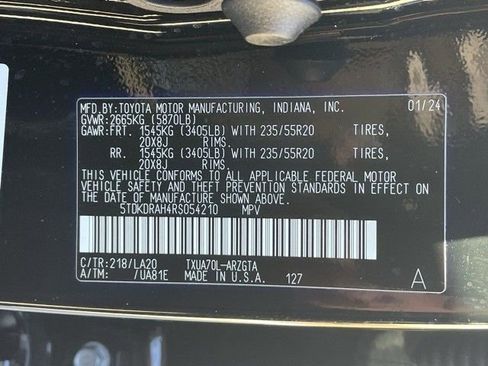 MFD.BY:TOYOTA MOTOR MANUFACTURING, INDIANA, INC. 01/24
GVWR:2665KG (5870LB)
GAWR:FRT. 1545KG (3405LB) WITH 235/55R20 TIRES,
20X8J RIMS.
RR. 1545KG (3405LB) WITH 235/55R20 TIRES,
20X8J RIMS.
THIS VEHICLE CONFORMS TO ALL APPLICABLE FEDERAL MOTOR
VEHICLE SAFETY AND THEFT PREVENTION STANDARDS IN EFFECT
ON THE DATE OF MANUFACTURE SHOWN ABOVE.
5TDKDRAH4RS054210 MPV
C/TR:218/LA20 TXUA70L-ARZGTA
A/TM: /UA81E MADE IN U.S.A. 127 A